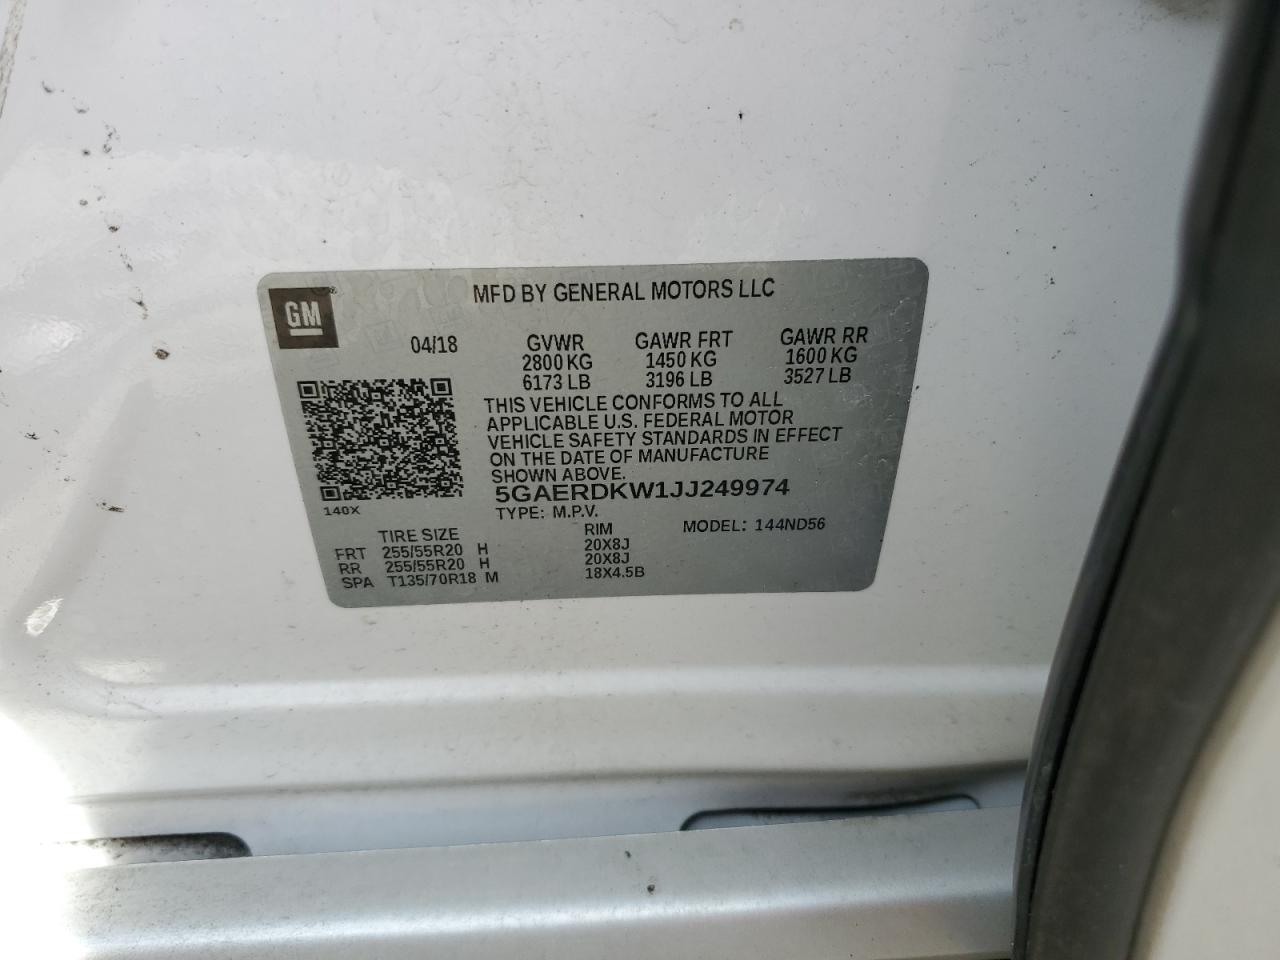 MFD BY GENERAL MOTORS LLC
GM
04/18 GVWR GAWR FRT GAWR RR
2800 KG 1450 KG 1600 KG
6173 LB 3196 LB 3527 LB
THIS VEHICLE CONFORMS TO ALL
APPLICABLE U.S. FEDERAL MOTOR
VEHICLE SAFETY STANDARDS IN EFFECT
ON THE DATE OF MANUFACTURE
SHOWN ABOVE.
5GAERDKW1JJ249974
140X
TYPE: M.P.V. MODEL: 144ND56
TIRE SIZE RIM
FRT 255/55R20 H 20X8J
RR 255/55R20 H 20X8J
SPA T135/70R18 M 18X4.5B